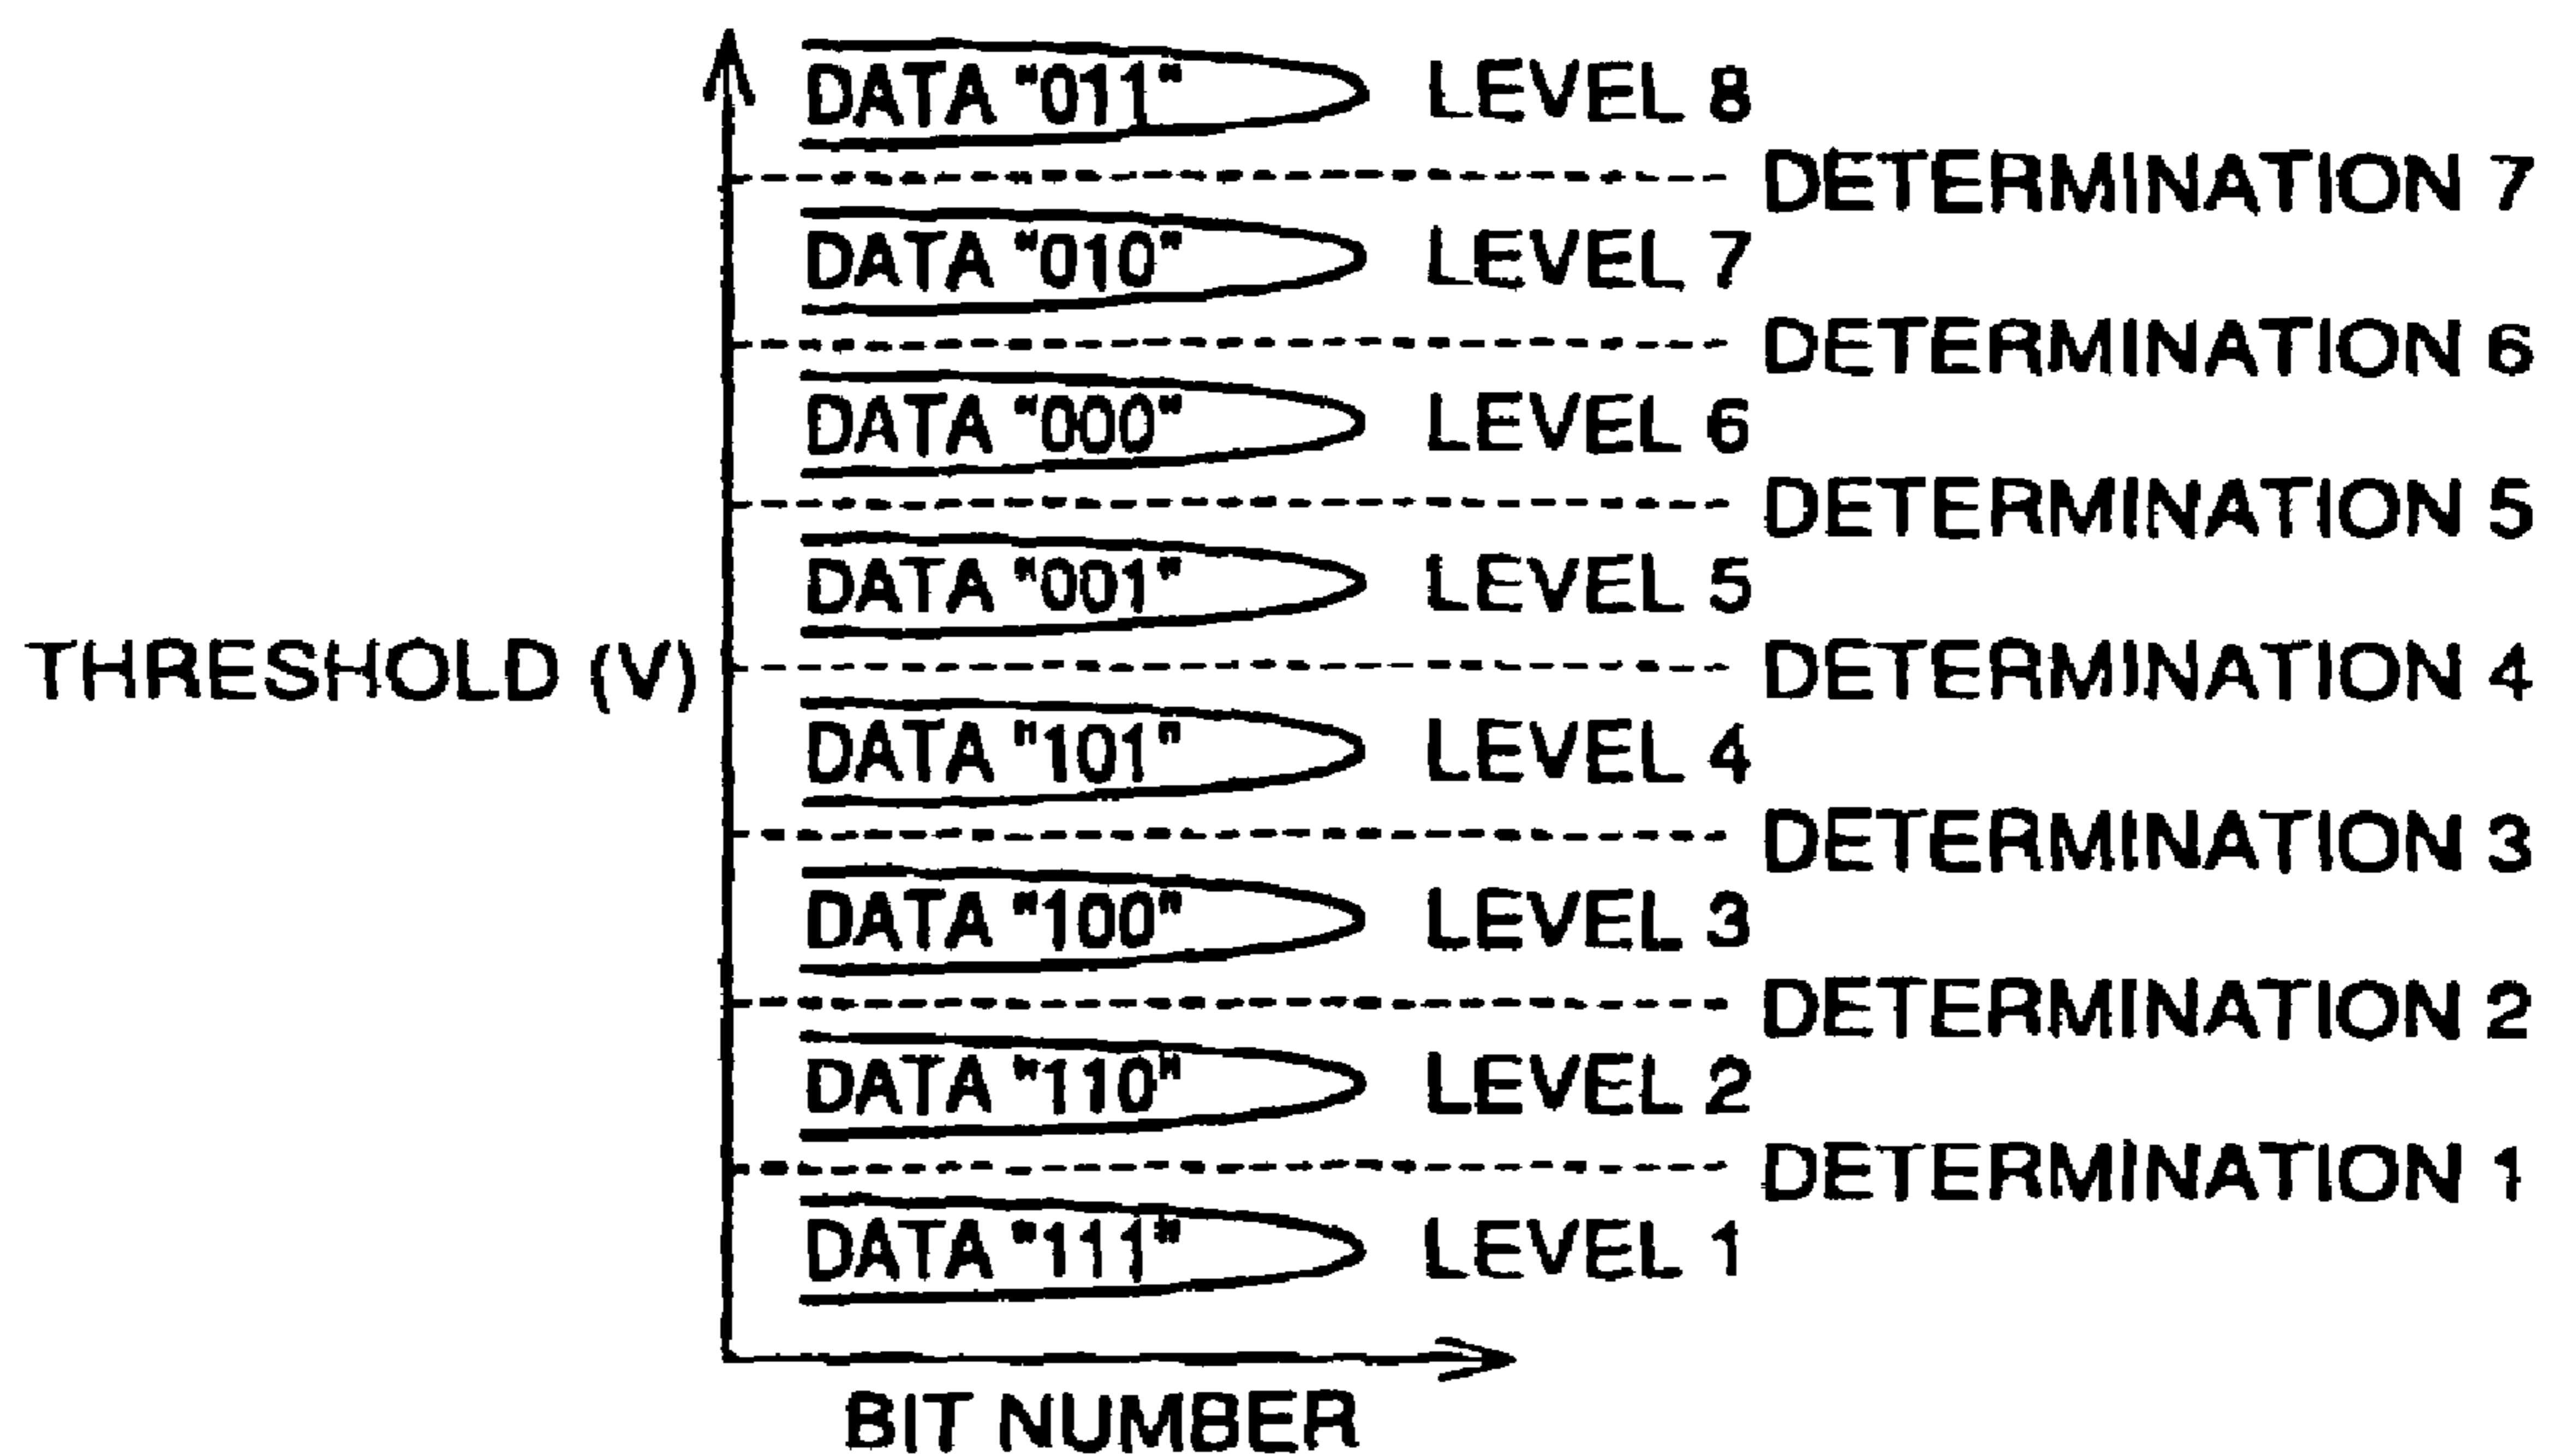 DATA "011" LEVEL 8
DETERMINATION 7
DATA "010" LEVEL 7
DETERMINATION 6
DATA "000" LEVEL 6
DETERMINATION 5
DATA "001" LEVEL 5
THRESHOLD (V)
DETERMINATION 4
DATA "101" LEVEL 4
DETERMINATION 3
DATA "100" LEVEL 3
DETERMINATION 2
DATA "110" LEVEL 2
DETERMINATION 1
DATA "111" LEVEL 1
BIT NUMBER